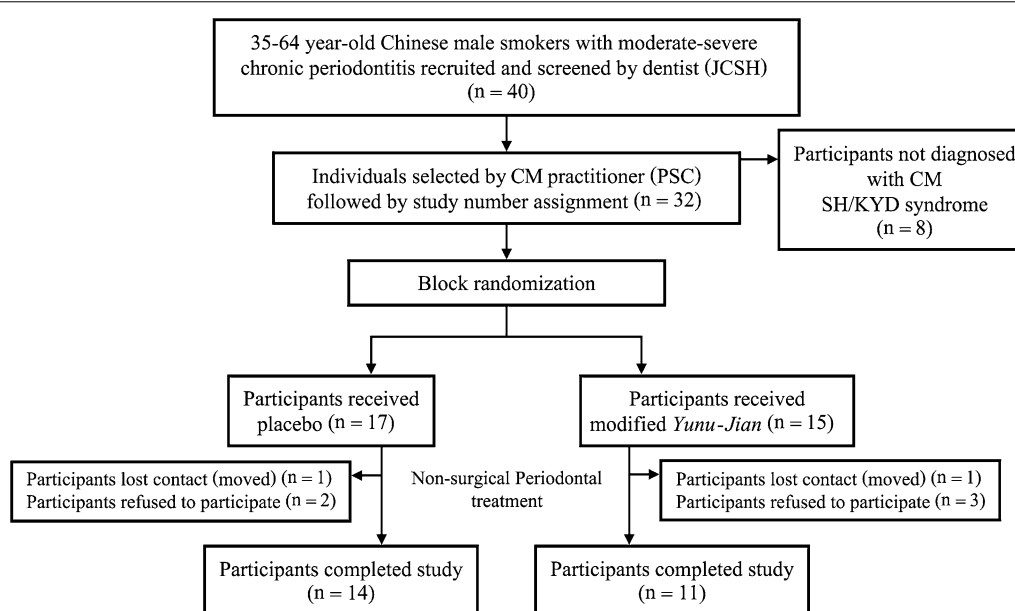 35-64 year-old Chinese male smokers with moderate-severe
chronic periodontitis recruited and screened by dentist (JCSH)
(n = 40)
Individuals selected by CM practitioner (PSC)
followed by study number assignment (n = 32)
Participants not diagnosed
with CM
SH/KYD syndrome
(n = 8)
Block randomization
Participants received
placebo (n = 17)
Participants received
modified Yunu-Jian (n = 15)
Participants lost contact (moved) (n = 1)
Participants refused to participate (n = 2)
Non-surgical Periodontal
treatment
Participants lost contact (moved) (n = 1)
Participants refused to participate (n = 3)
Participants completed study
(n = 14)
Participants completed study
(n = 11)